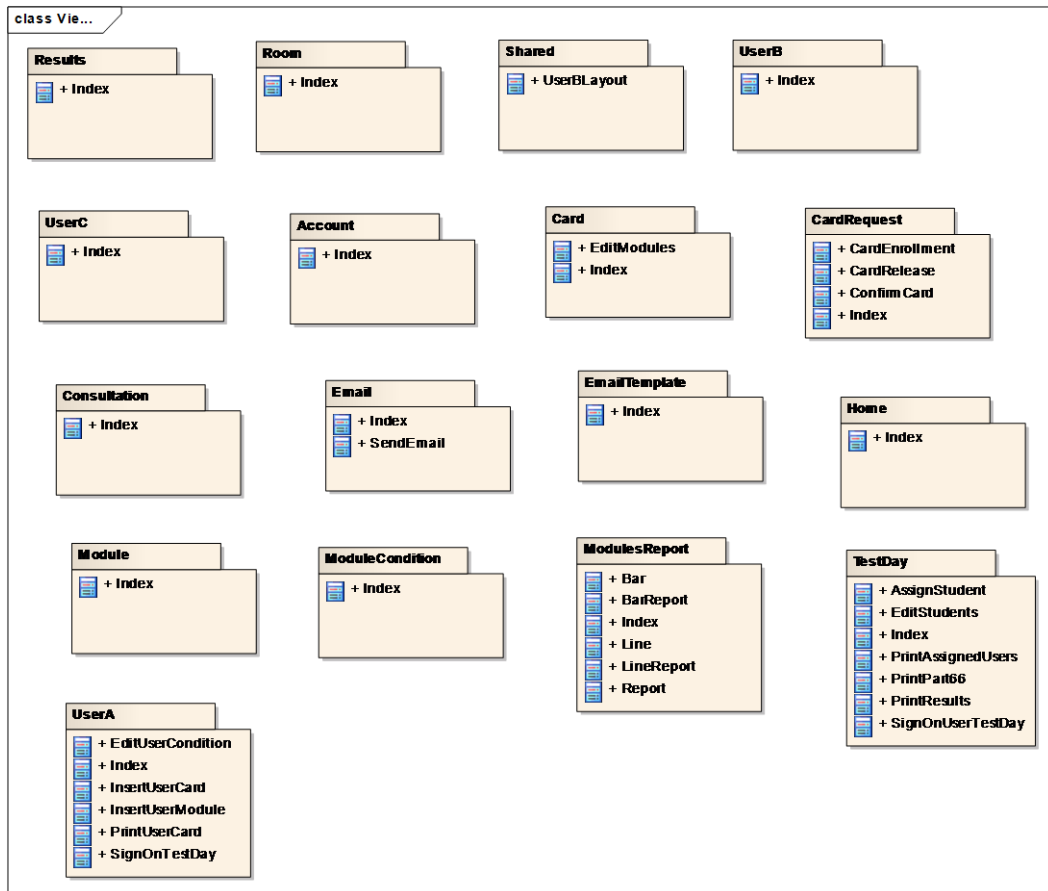 class Vie...
Results
+ Index
Room
+ Index
Shared
+ UserBLayout
UserB
+ Index
UserC
+ Index
Account
+ Index
Card
+ EditModules
+ Index
CardRequest
+ CardEnrollment
+ CardRelease
+ ConfirmCard
+ Index
Consultation
+ Index
Email
+ Index
+ SendEmail
EmailTemplate
+ Index
Home
+ Index
Module
+ Index
ModuleCondition
+ Index
ModulesReport
+ Bar
+ BarReport
+ Index
+ Line
+ LineReport
+ Report
TestDay
+ AssignStudent
+ EditStudents
+ Index
+ PrintAssignedUsers
+ PrintPart66
+ PrintResults
+ SignOnUserTestDay
UserA
+ EditUserCondition
+ Index
+ InsertUserCard
+ InsertUserModule
+ PrintUserCard
+ SignOnTestDay